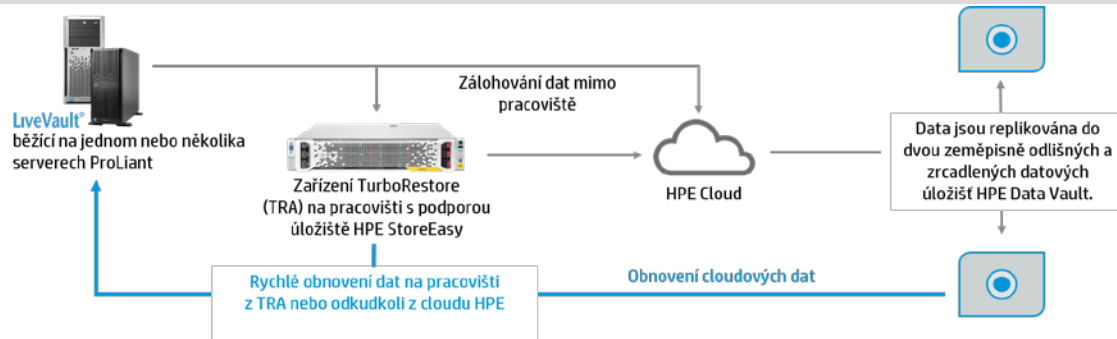 LiveVault®
běžící na jednom nebo několika
serverech ProLiant
Zálohování dat mimo
pracoviště
Zařízení TurboRestore
(TRA) na pracovišti s podporou
úložiště HPE StoreEasy
HPE Cloud
Data jsou replikována do
dvou zeměpisně odlišných a
zrcadlených datových
úložišť HPE Data Vault.
Rychlé obnovení dat na pracovišti
z TRA nebo odkudkoli z cloudu HPE
Obnovení cloudových dat